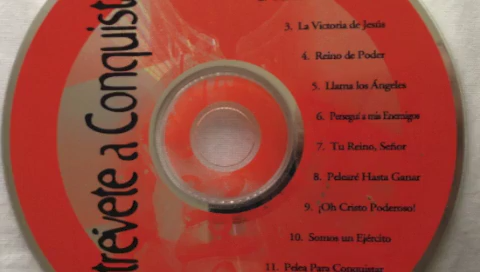 trévete a Conquist
3. La Victoria de Jesús
4. Reino de Poder
5. Llama los Ángeles
6. Perseguí a mis Enemigos
7. Tu Reino, Señor
8. Pelearé Hasta Ganar
9. ¡Oh Cristo Poderoso!
10. Somos un Ejército
11. Pelea Para Conquistar